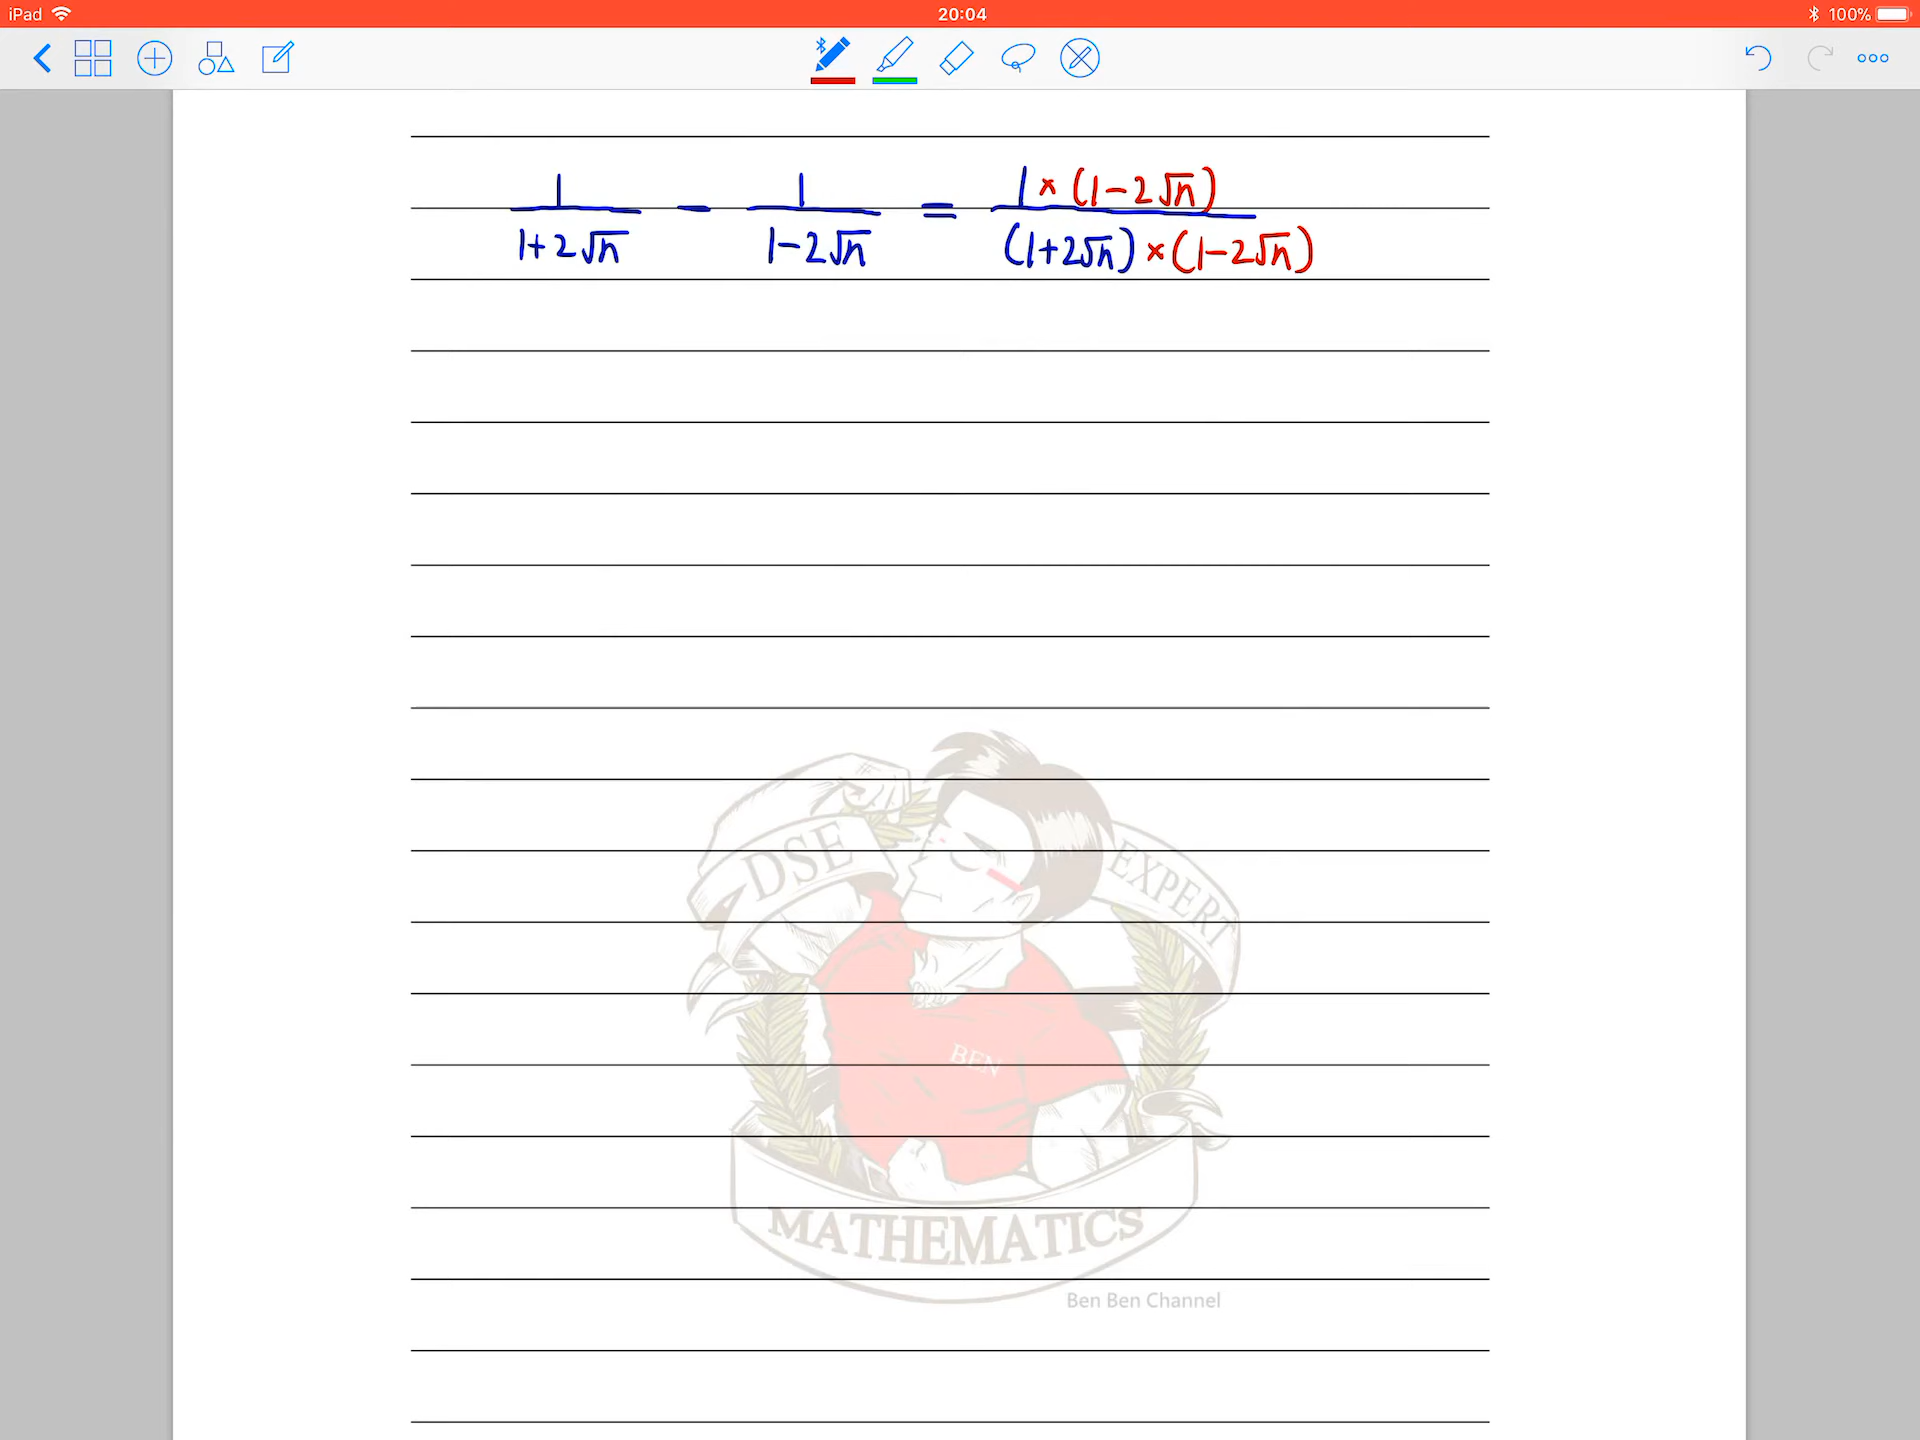 iPad 20:04 100%
1/(1+2√n) − 1/(1−2√n) = 1×(1−2√n)/((1+2√n)×(1−2√n))
DSE EXPERT
BEN
MATHEMATICS
Ben Ben Channel